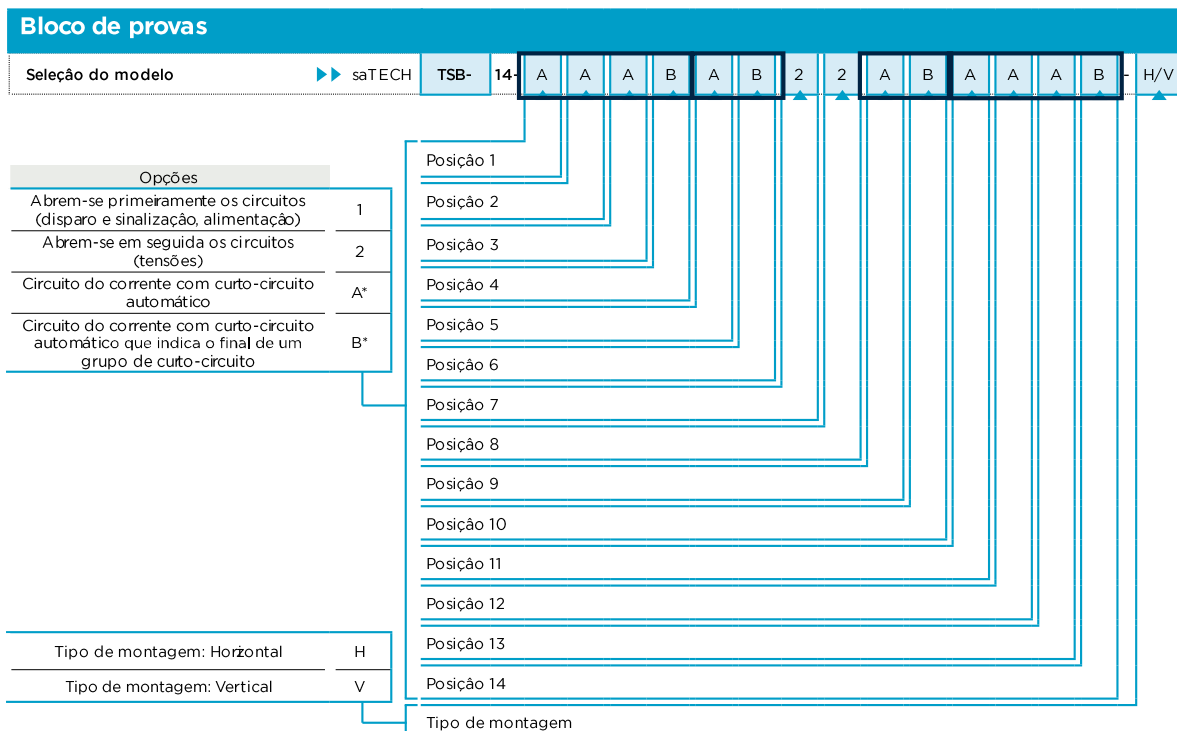 Bloco de provas
Seleção do modelo saTECH TSB- 14- A A A B A B 2 2 A B A A A B - H/V
Posição 1
Opções
Abrem-se primeiramente os circuitos
(disparo e sinalização, alimentação)
1
Posição 2
Abrem-se em seguida os circuitos
(tensões)
2
Posição 3
Circuito do corrente com curto-circuito
automático
A*
Posição 4
Circuito do corrente com curto-circuito
automático que indica o final de um
grupo de curto-circuito
B*
Posição 5
Posição 6
Posição 7
Posição 8
Posição 9
Posição 10
Posição 11
Posição 12
Posição 13
Tipo de montagem: Horizontal H
Tipo de montagem: Vertical V
Posição 14
Tipo de montagem